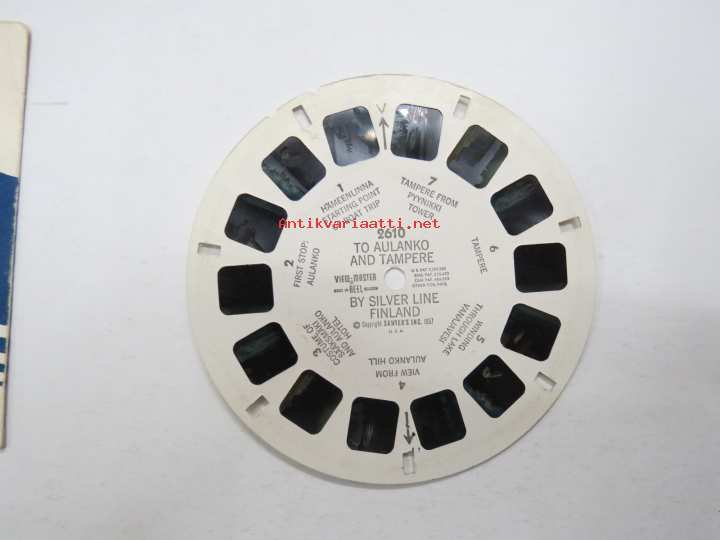 1
HÄMEENLINNA
STARTING POINT
BOAT TRIP
7
TAMPERE FROM
PYYNIKKI
TOWER
Antikvariaatti.net
2610
TO AULANKO
AND TAMPERE
2
FIRST STOP:
AULANKO
6
TAMPERE
VIEW-MASTER
REEL
BY SILVER LINE
FINLAND
© Copyright SAWYER'S INC. 1957
U.S.A.
3
COSTUME OF
SÄÄKSMÄKI
AND AULANKO
HOTEL
5
WINDING
THROUGH LAKE
VANAJAVESI
4
VIEW FROM
AULANKO HILL